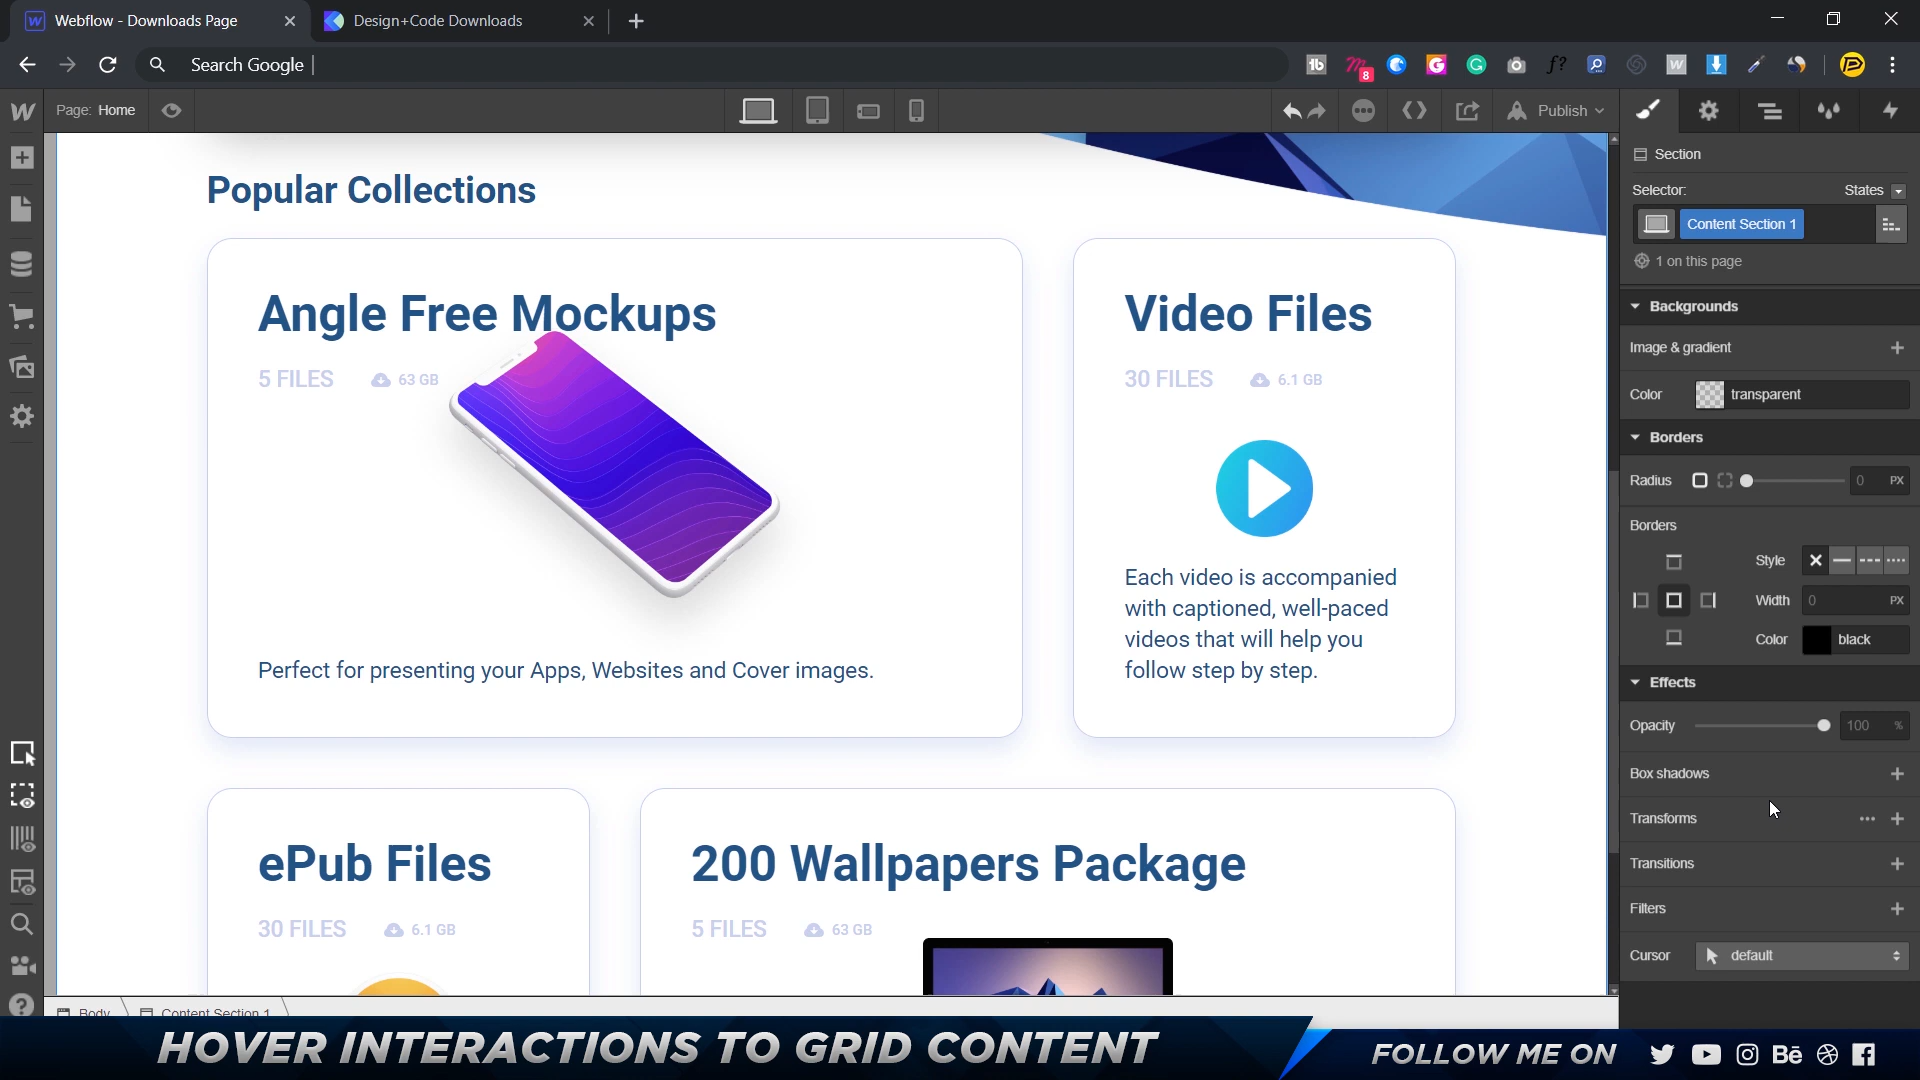 Webflow - Downloads Page
Design+Code Downloads
Search Google
8
Page: Home
Publish
Section
Selector:
States
Content Section 1
1 on this page
Backgrounds
Image & gradient
Color
transparent
Borders
Radius
0
PX
Borders
Style
Width
0
PX
Color
black
Effects
Opacity
100
%
Box shadows
Transforms
Transitions
Filters
Cursor
default
Popular Collections
Angle Free Mockups
5 FILES
63 GB
Perfect for presenting your Apps, Websites and Cover images.
Video Files
30 FILES
6.1 GB
Each video is accompanied
with captioned, well-paced
videos that will help you
follow step by step.
ePub Files
30 FILES
6.1 GB
200 Wallpapers Package
5 FILES
63 GB
Body
Content Section 1
HOVER INTERACTIONS TO GRID CONTENT
FOLLOW ME ON